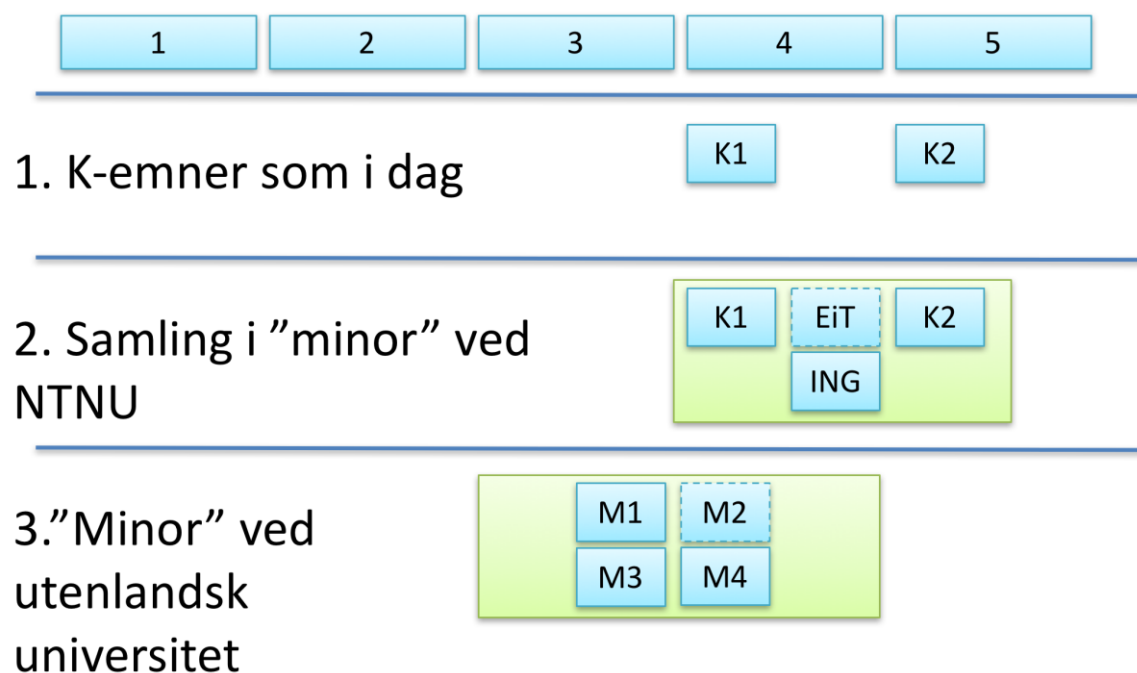 1 2 3 4 5
1. K-emner som i dag
K1 K2
2. Samling i ”minor” ved
NTNU
K1 EiT K2
ING
3.”Minor” ved
utenlandsk
universitet
M1 M2
M3 M4